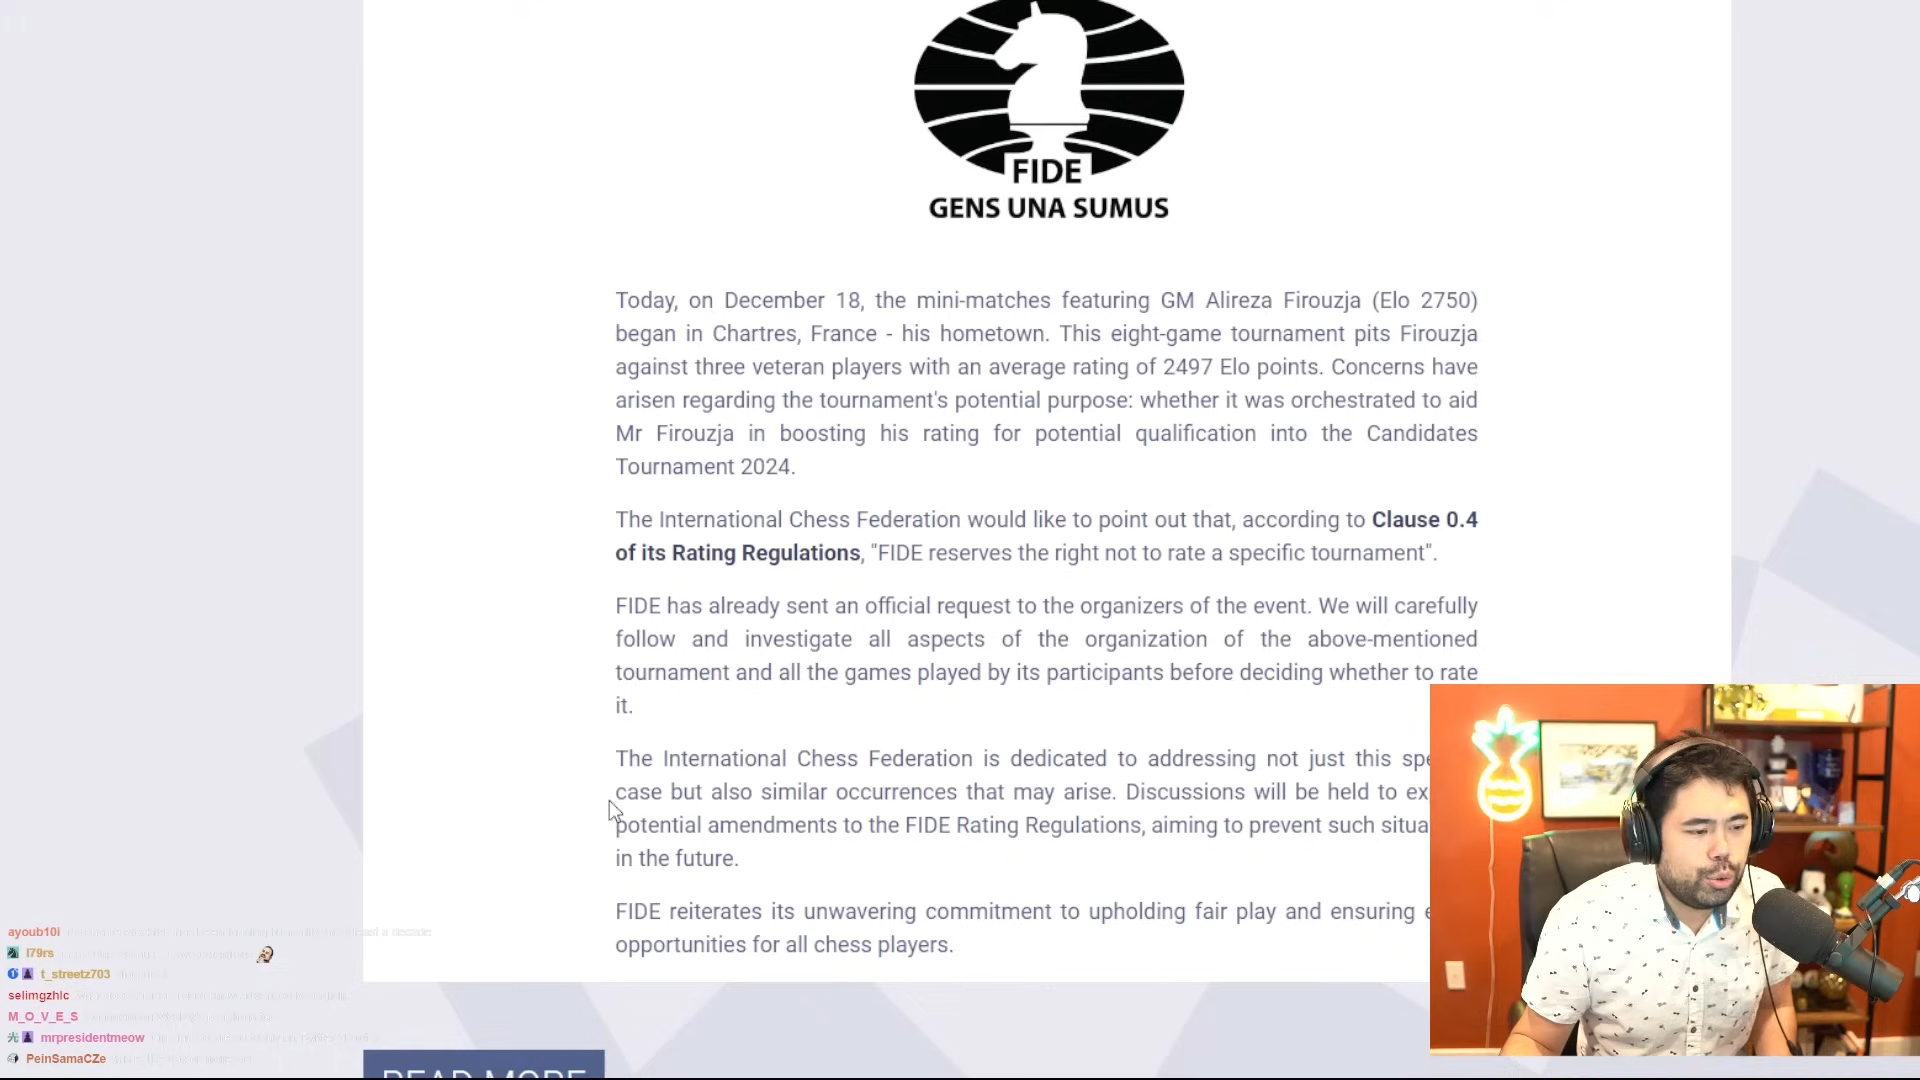 FIDE
GENS UNA SUMUS
Today, on December 18, the mini-matches featuring GM Alireza Firouzja (Elo 2750)
began in Chartres, France - his hometown. This eight-game tournament pits Firouzja
against three veteran players with an average rating of 2497 Elo points. Concerns have
arisen regarding the tournament's potential purpose: whether it was orchestrated to aid
Mr Firouzja in boosting his rating for potential qualification into the Candidates
Tournament 2024.
The International Chess Federation would like to point out that, according to Clause 0.4
of its Rating Regulations, "FIDE reserves the right not to rate a specific tournament".
FIDE has already sent an official request to the organizers of the event. We will carefully
follow and investigate all aspects of the organization of the above-mentioned
tournament and all the games played by its participants before deciding whether to rate
it.
The International Chess Federation is dedicated to addressing not just this
case but also similar occurrences that may arise. Discussions will be held to
potential amendments to the FIDE Rating Regulations, aiming to prevent such
in the future.
FIDE reiterates its unwavering commitment to upholding fair play and ensuring
opportunities for all chess players.
ayoub10i
l79rs
t_streetz703
selimgzhlc
M_O_V_E_S
mrpresidentmeow
PeinSamaCZe
READ MORE